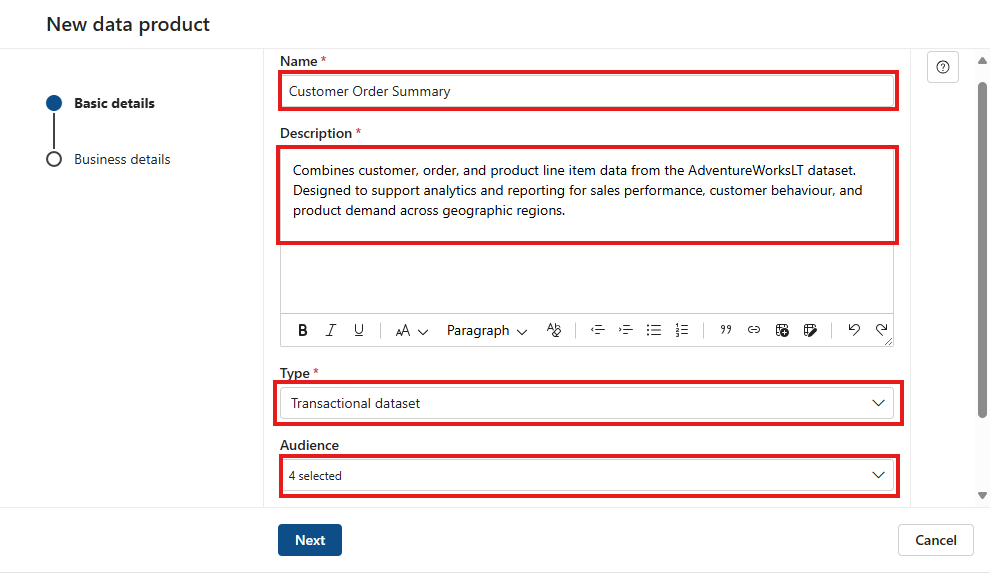 New data product
Basic details
Business details
Name *
Customer Order Summary
Description *
Combines customer, order, and product line item data from the AdventureWorksLT dataset.
Designed to support analytics and reporting for sales performance, customer behaviour, and
product demand across geographic regions.
B I U AA Paragraph
Type *
Transactional dataset
Audience
4 selected
Next
Cancel